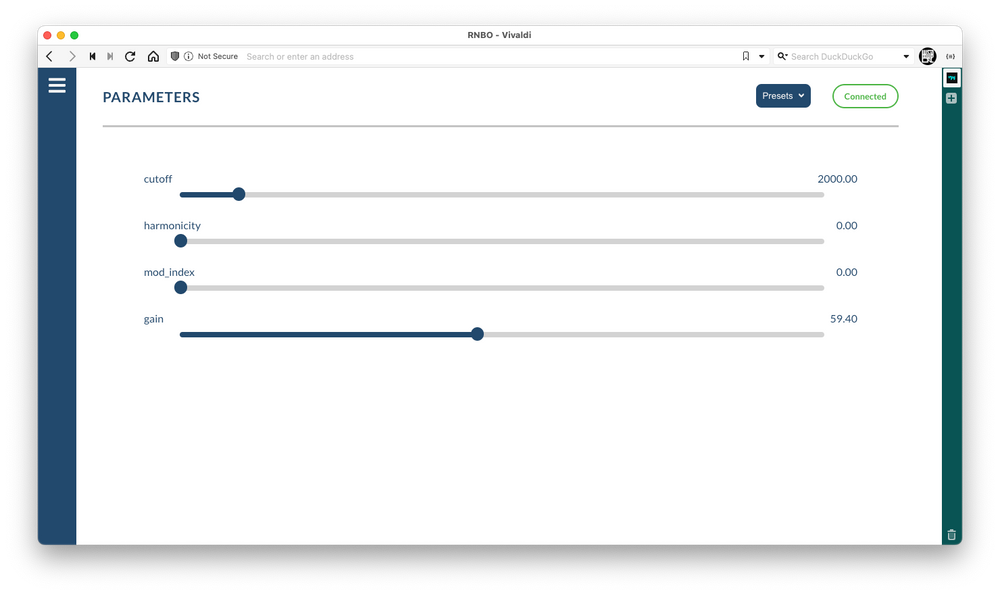 RNBO - Vivaldi
Not Secure Search or enter an address Search DuckDuckGo
PARAMETERS Presets Connected
cutoff 2000.00
harmonicity 0.00
mod_index 0.00
gain 59.40